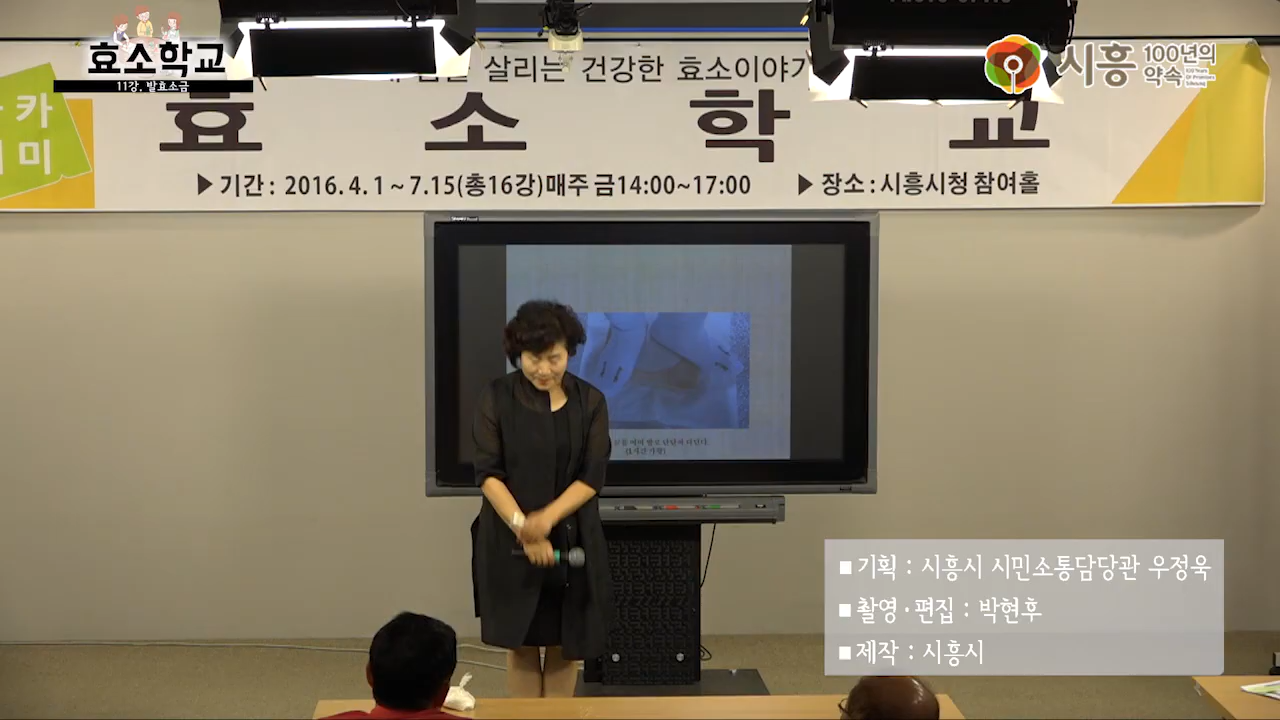 효소학교
11강. 발효소금
시흥 100년의 약속
살리는 건강한 효소이야기
카
미
효 소 학 교
▶기간 : 2016. 4. 1 ~ 7.15(총16강)매주 금14:00~17:00 ▶장소 : 시흥시청 참여홀
■기획 : 시흥시 시민소통담당관 우정욱
■촬영·편집 : 박현후
■제작 : 시흥시